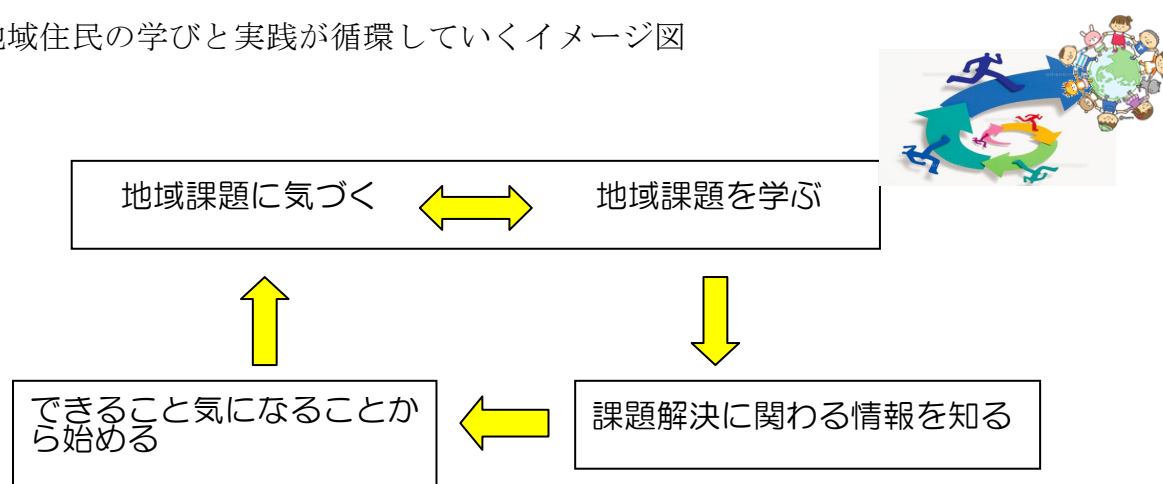 地域住民の学びと実践が循環していくイメージ図
地域課題に気づく
地域課題を学ぶ
できること気になることか
ら始める
課題解決に関わる情報を知る